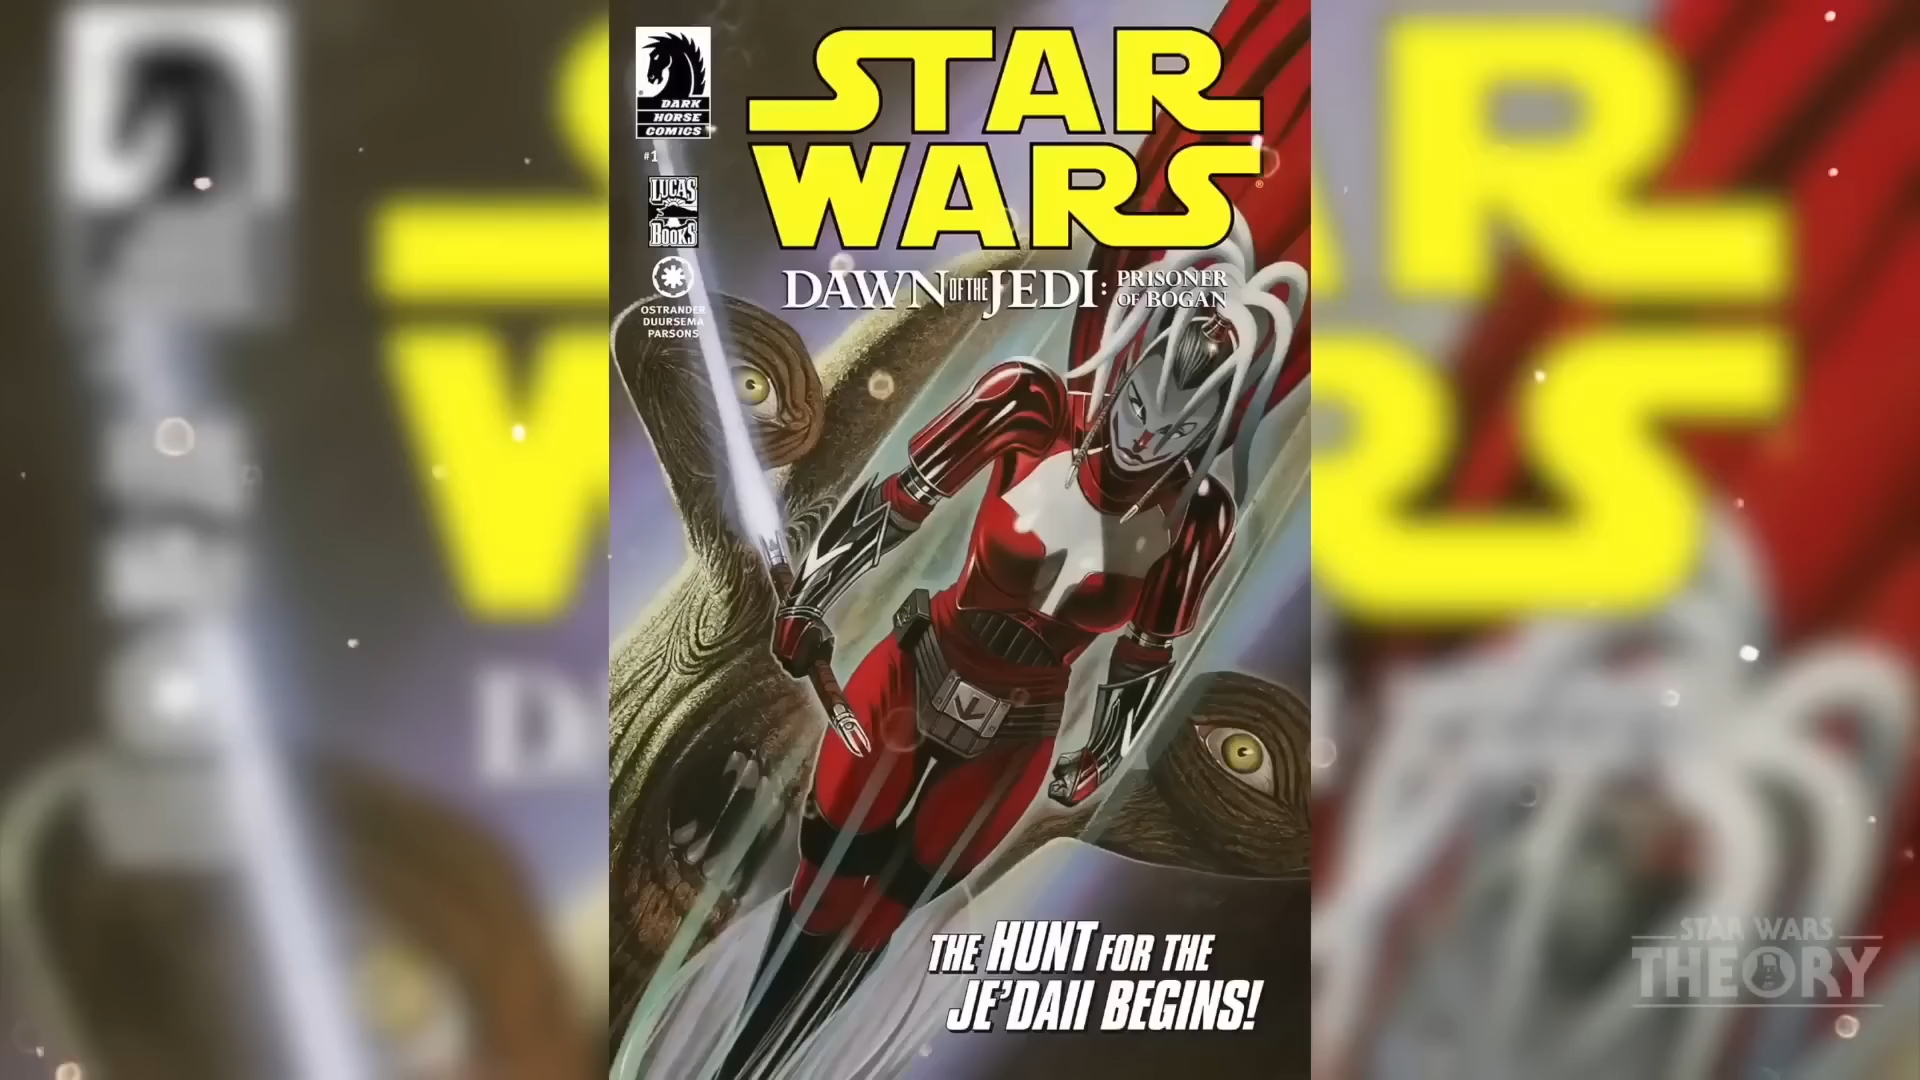 DARK
HORSE
COMICS
#1
LUCAS
BOOKS
OSTRANDER
DUURSEMA
PARSONS
STAR
WARS
DAWN OF THE JEDI: PRISONER
OF BOGAN
THE HUNT FOR THE
JE'DAII BEGINS!
STAR WARS
THEORY